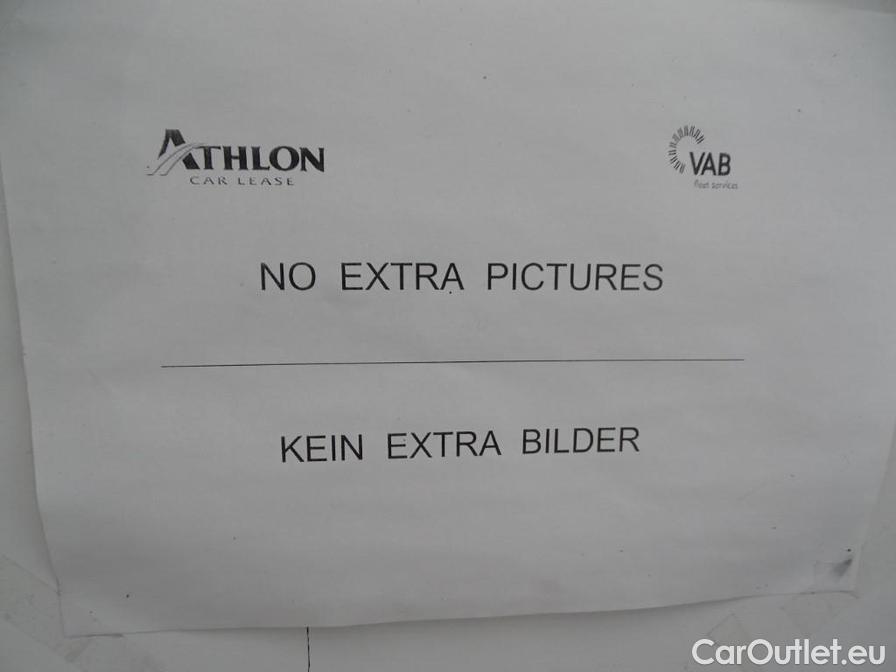 ATHLON
CAR LEASE
VAB
fleet services
NO EXTRA PICTURES
KEIN EXTRA BILDER
CarOutlet.eu